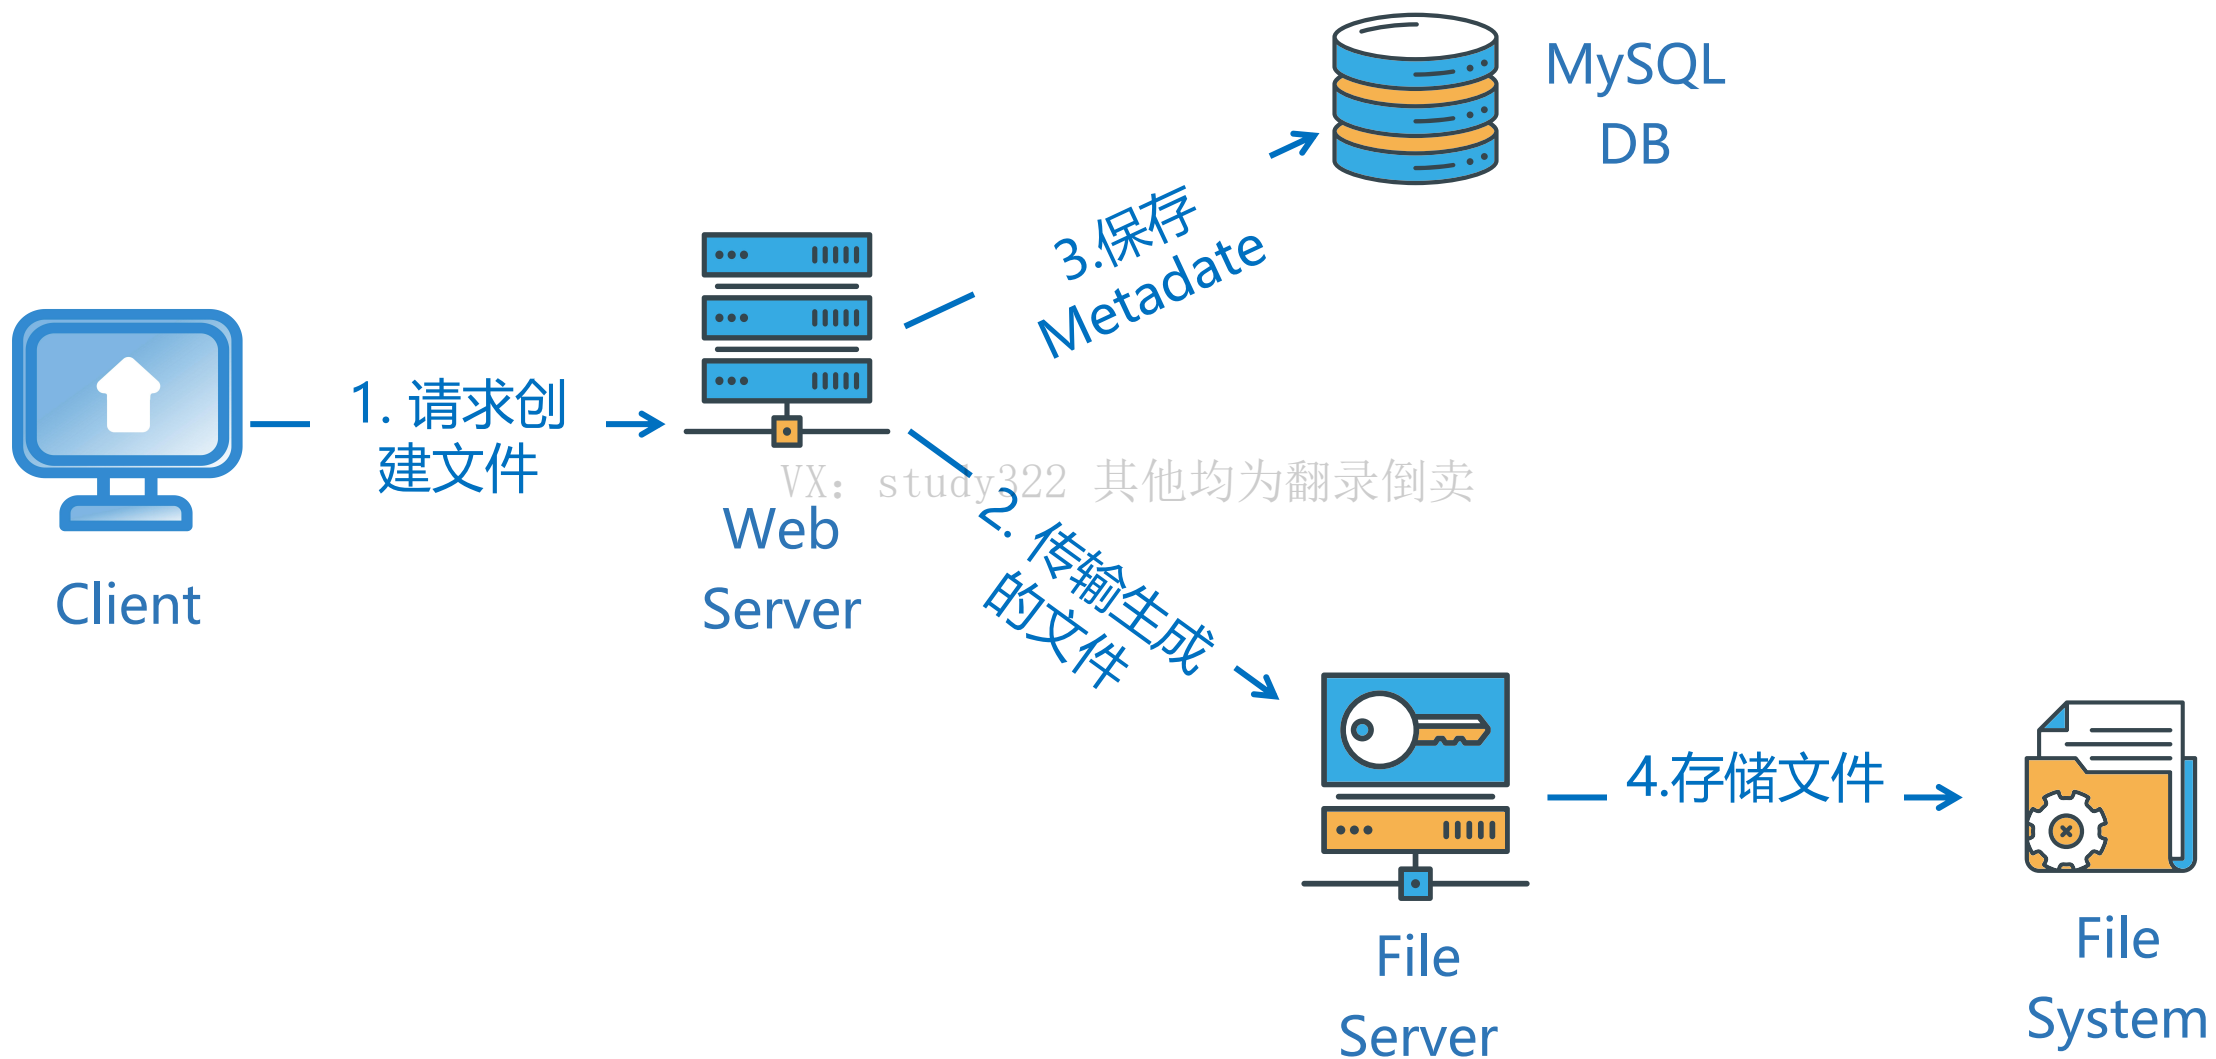 MySQL
DB
3.保存
Metadate
1. 请求创
建文件
VX: study322 其他均为翻录倒卖
Web
Server
Client
2. 传输生成
的文件
4.存储文件
File
Server
File
System